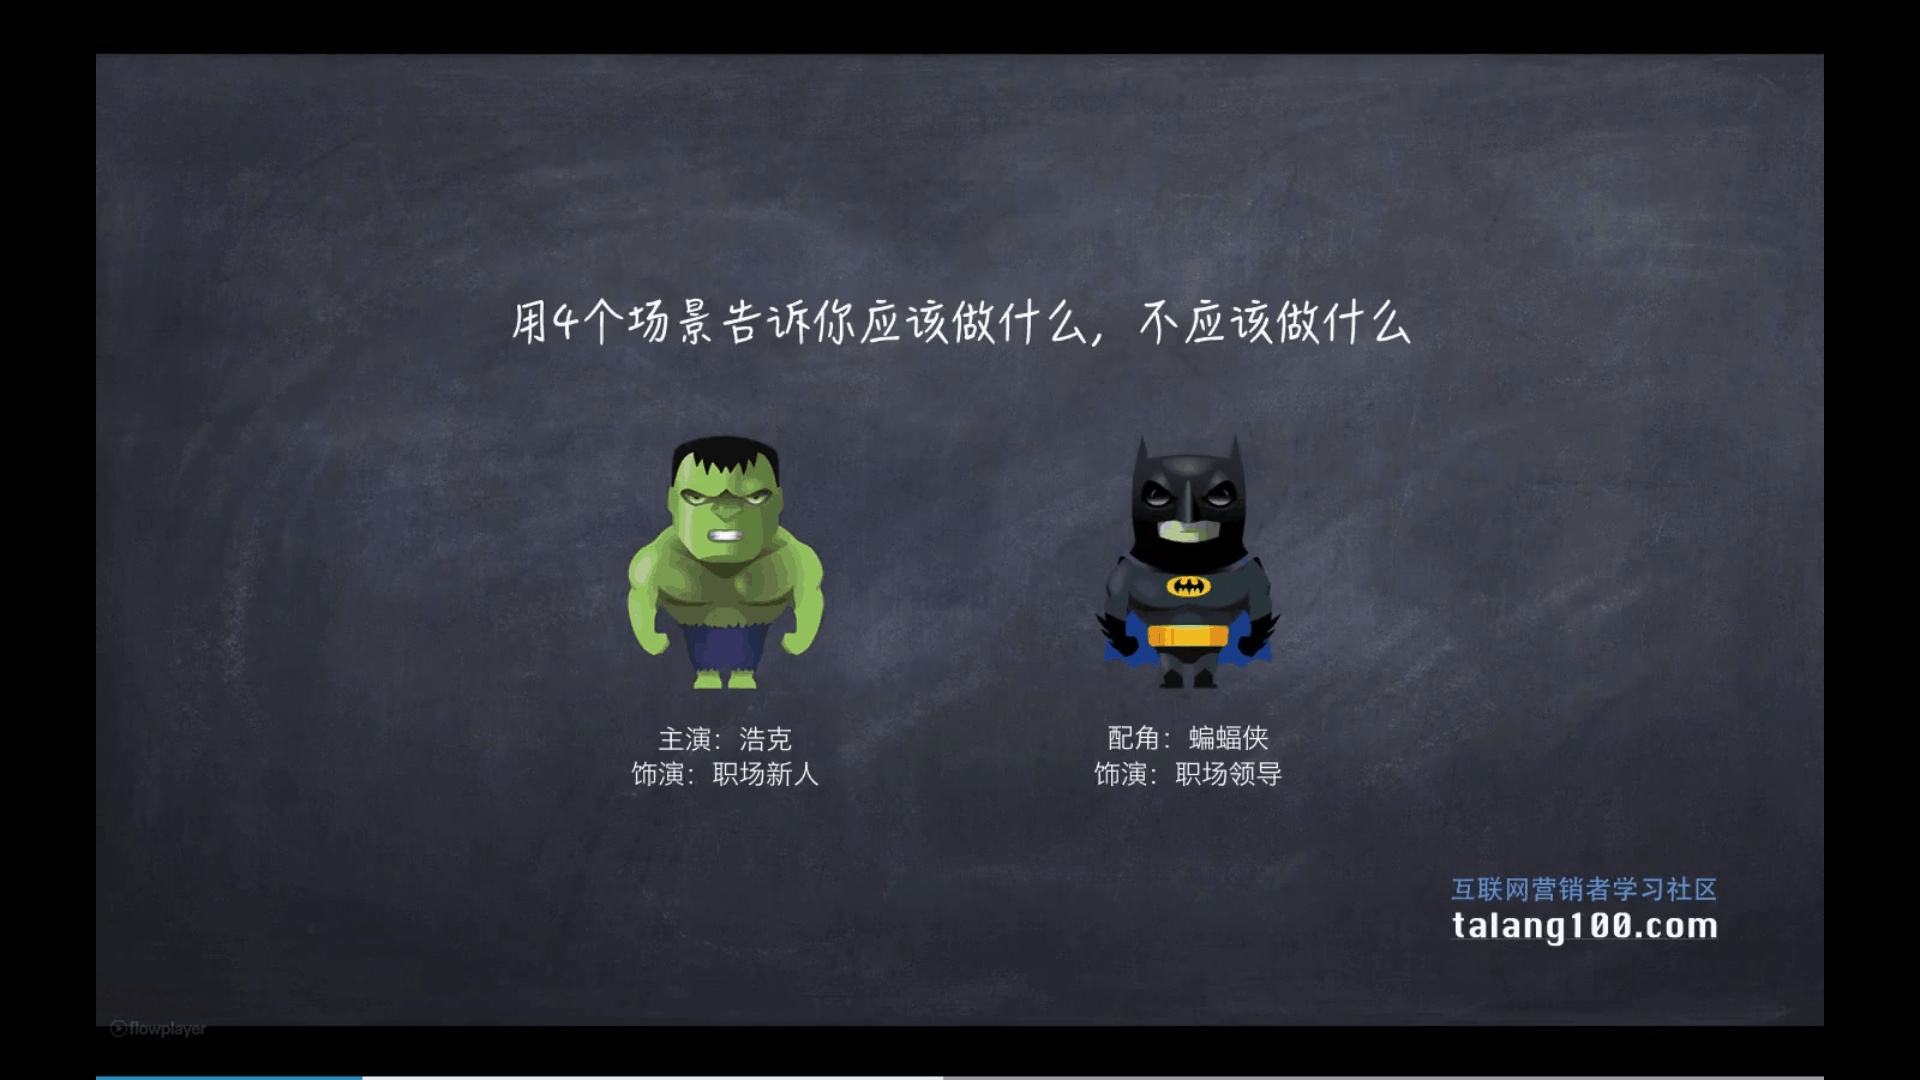 用4个场景告诉你应该做什么，不应该做什么
主演：浩克
饰演：职场新人
配角：蝙蝠侠
饰演：职场领导
互联网营销者学习社区
talang100.com
flowplayer